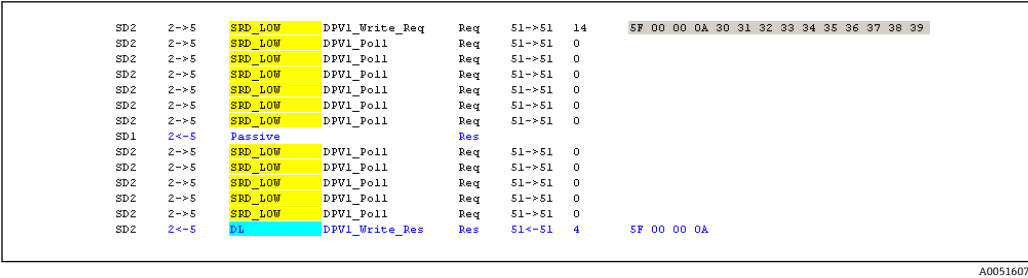 SD2 2->5 SRD_LOW DPV1_Write_Req Req 51->51 14 5F 00 00 0A 30 31 32 33 34 35 36 37 38 39
SD2 2->5 SRD_LOW DPV1_Poll Req 51->51 0
SD2 2->5 SRD_LOW DPV1_Poll Req 51->51 0
SD2 2->5 SRD_LOW DPV1_Poll Req 51->51 0
SD2 2->5 SRD_LOW DPV1_Poll Req 51->51 0
SD2 2->5 SRD_LOW DPV1_Poll Req 51->51 0
SD2 2->5 SRD_LOW DPV1_Poll Req 51->51 0
SD1 2<-5 Passive Res
SD2 2->5 SRD_LOW DPV1_Poll Req 51->51 0
SD2 2->5 SRD_LOW DPV1_Poll Req 51->51 0
SD2 2->5 SRD_LOW DPV1_Poll Req 51->51 0
SD2 2->5 SRD_LOW DPV1_Poll Req 51->51 0
SD2 2->5 SRD_LOW DPV1_Poll Req 51->51 0
SD2 2<-5 DL DPV1_Write_Res Res 51<-51 4 5F 00 00 0A
A0051607